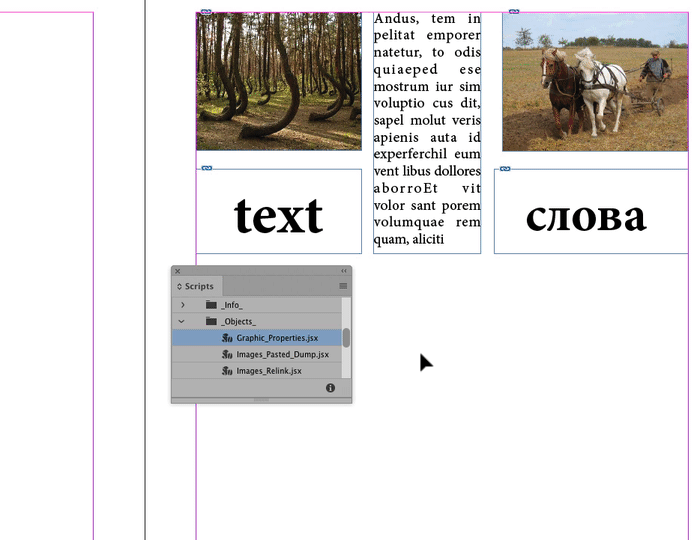 Andus, tem in
pelitat emporer
natetur, to odis
quiaeped ese
mostrum iur sim
voluptio cus dit,
sapel molut veris
apienis auta id
experferchil eum
vent libus dollores
aborroEt vit
volor sant porem
volumquae rem
quam, aliciti
text
слова
Scripts
_Info_
_Objects_
Graphic_Properties.jsx
Images_Pasted_Dump.jsx
Images_Relink.jsx